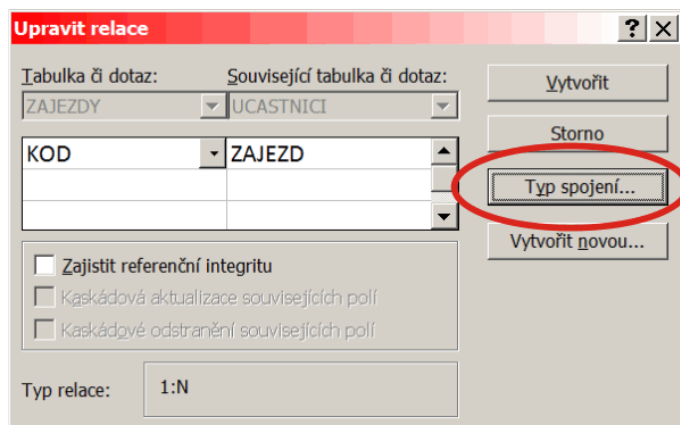 Upravit relace
Tabulka či dotaz: Související tabulka či dotaz:
ZAJEZDY UCASTNICI
KOD ZAJEZD
Zajistit referenční integritu
Kaskádová aktualizace souvisejících polí
Kaskádové odstranění souvisejících polí
Typ relace: 1:N
Vytvořit
Storno
Typ spojení...
Vytvořit novou...